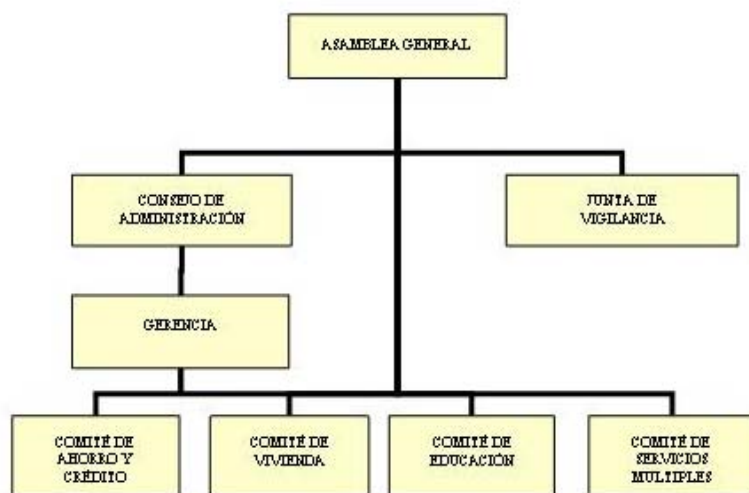 ASAMBLEA GENERAL
CONSEJO DE
ADMINISTRACIÓN
JUNTA DE
VIGILANCIA
GERENCIA
COMITÉ DE
AHORRO Y
CRÉDITO
COMITÉ DE
VIVIENDA
COMITÉ DE
EDUCACIÓN
COMITÉ DE
SERVICIOS
MULTIPLES